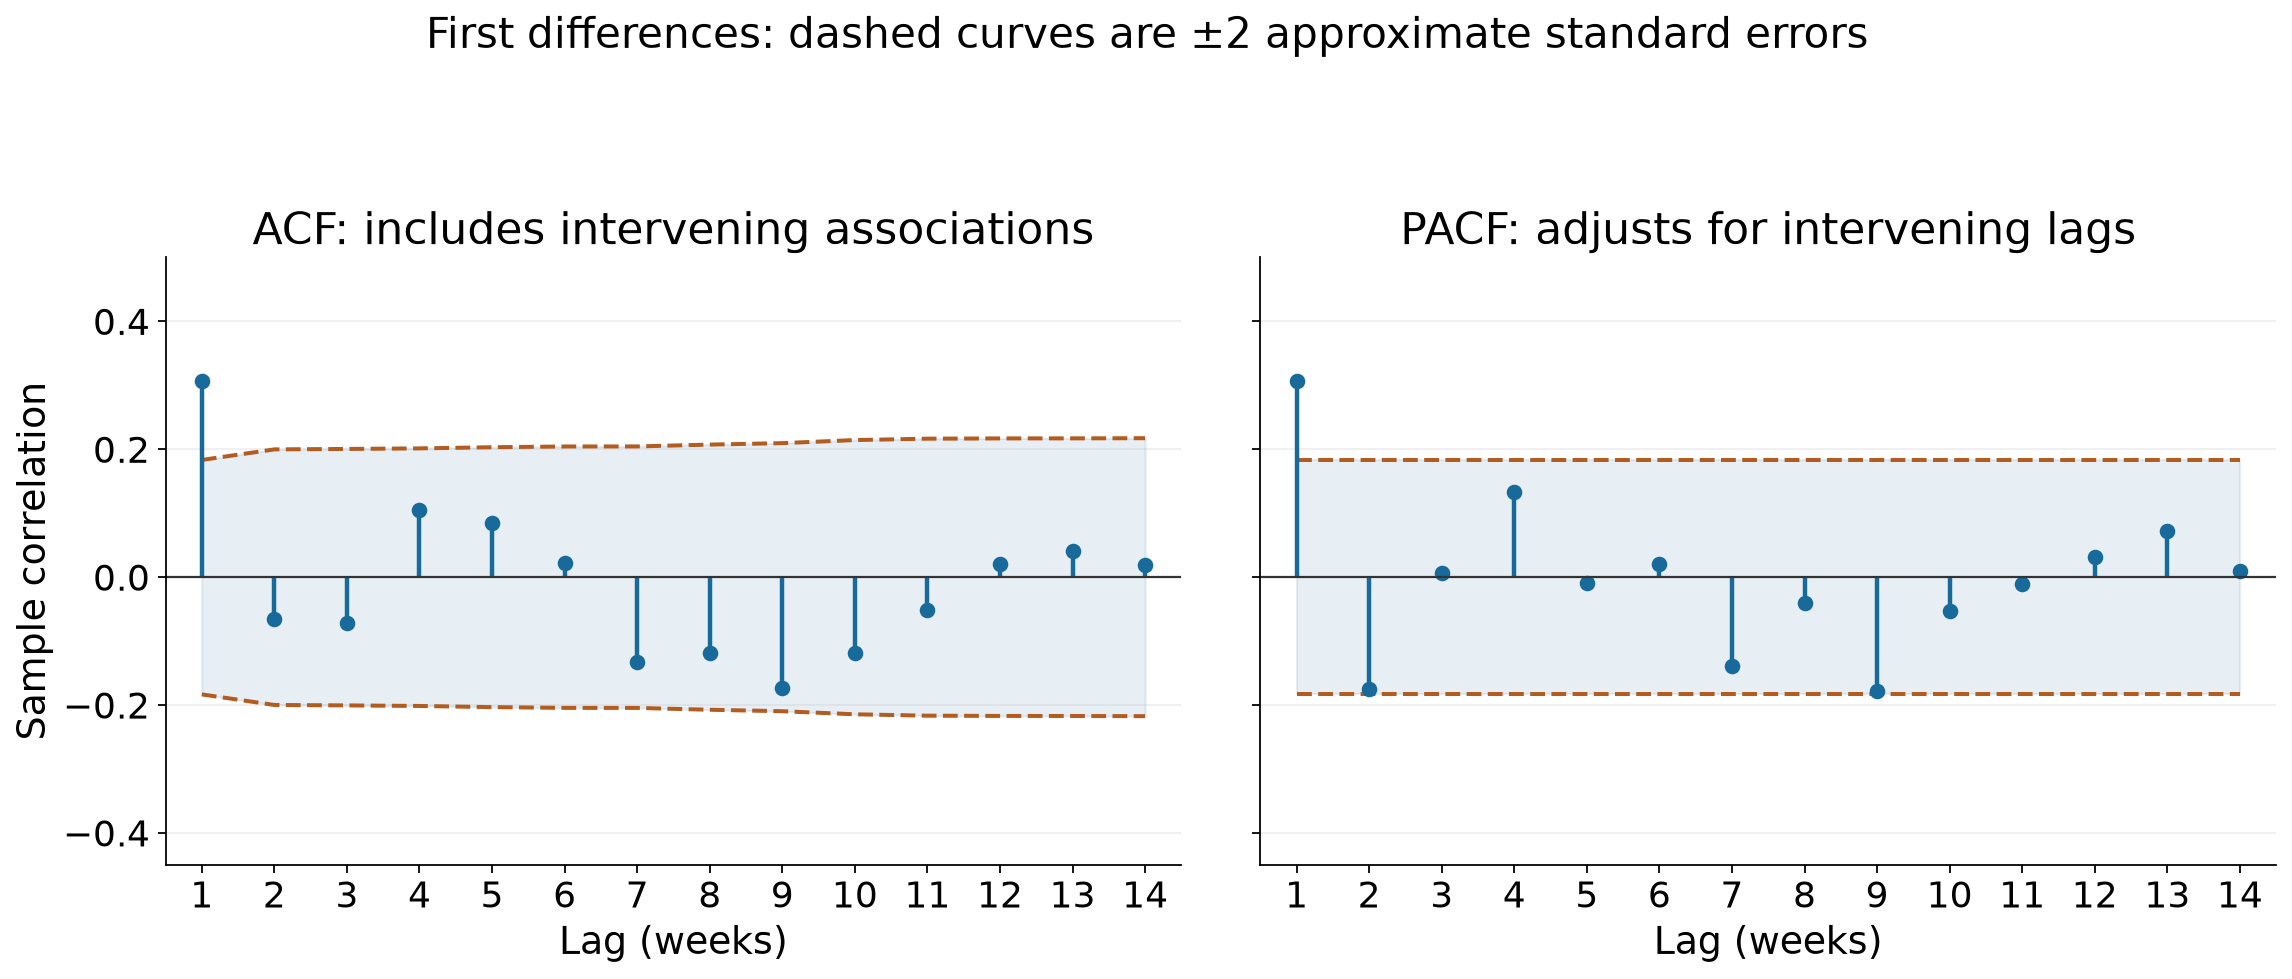 First differences: dashed curves are ±2 approximate standard errors
ACF: includes intervening associations
PACF: adjusts for intervening lags
Sample correlation
0.4
0.2
0.0
−0.2
−0.4
1 2 3 4 5 6 7 8 9 10 11 12 13 14
Lag (weeks)
1 2 3 4 5 6 7 8 9 10 11 12 13 14
Lag (weeks)